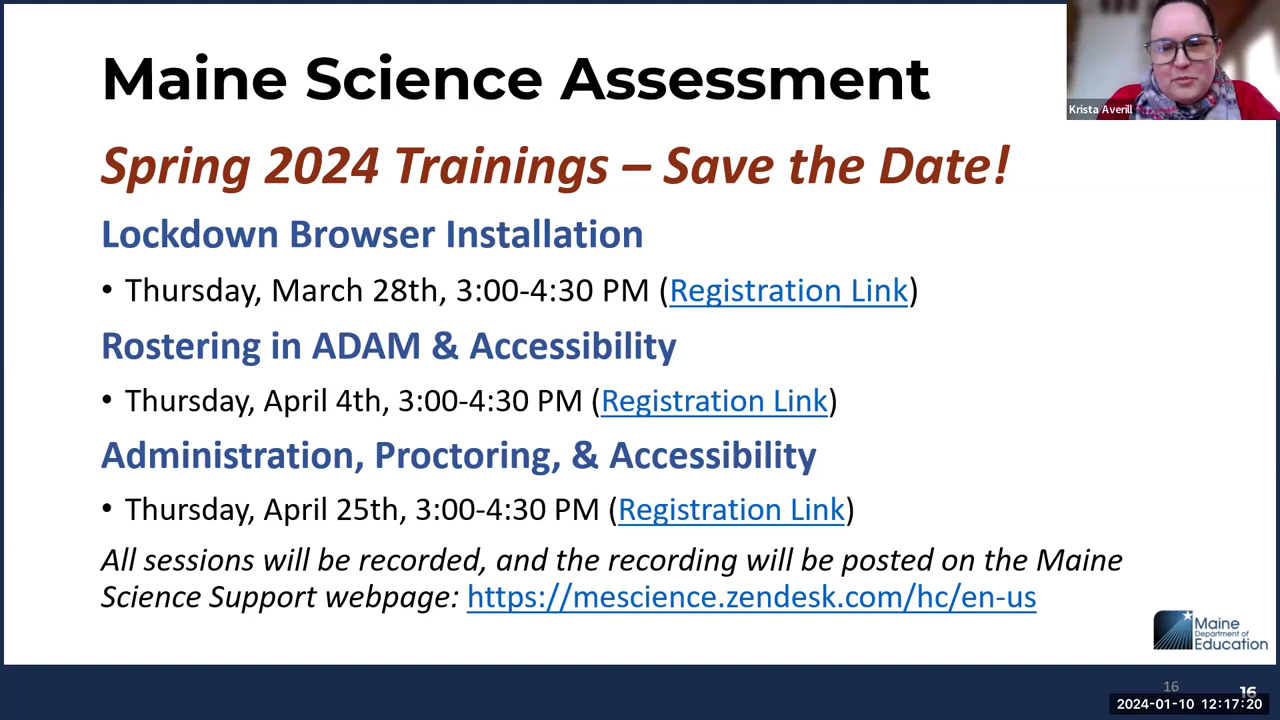 Maine Science Assessment
Krista Averill
Spring 2024 Trainings – Save the Date!
Lockdown Browser Installation
• Thursday, March 28th, 3:00-4:30 PM (Registration Link)
Rostering in ADAM & Accessibility
• Thursday, April 4th, 3:00-4:30 PM (Registration Link)
Administration, Proctoring, & Accessibility
• Thursday, April 25th, 3:00-4:30 PM (Registration Link)
All sessions will be recorded, and the recording will be posted on the Maine
Science Support webpage: https://mescience.zendesk.com/hc/en-us
Maine
Department of
Education
16
16
2024-01-10 12:17:20